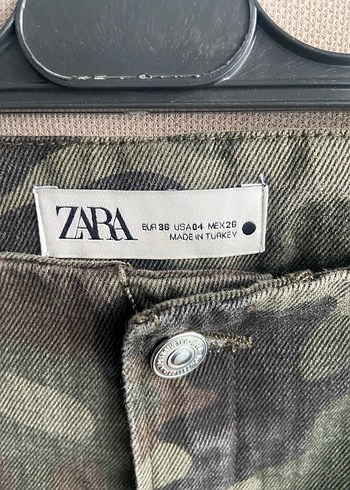 ZARA
EUR 36 USA 04 MEX 26
MADE IN TURKEY